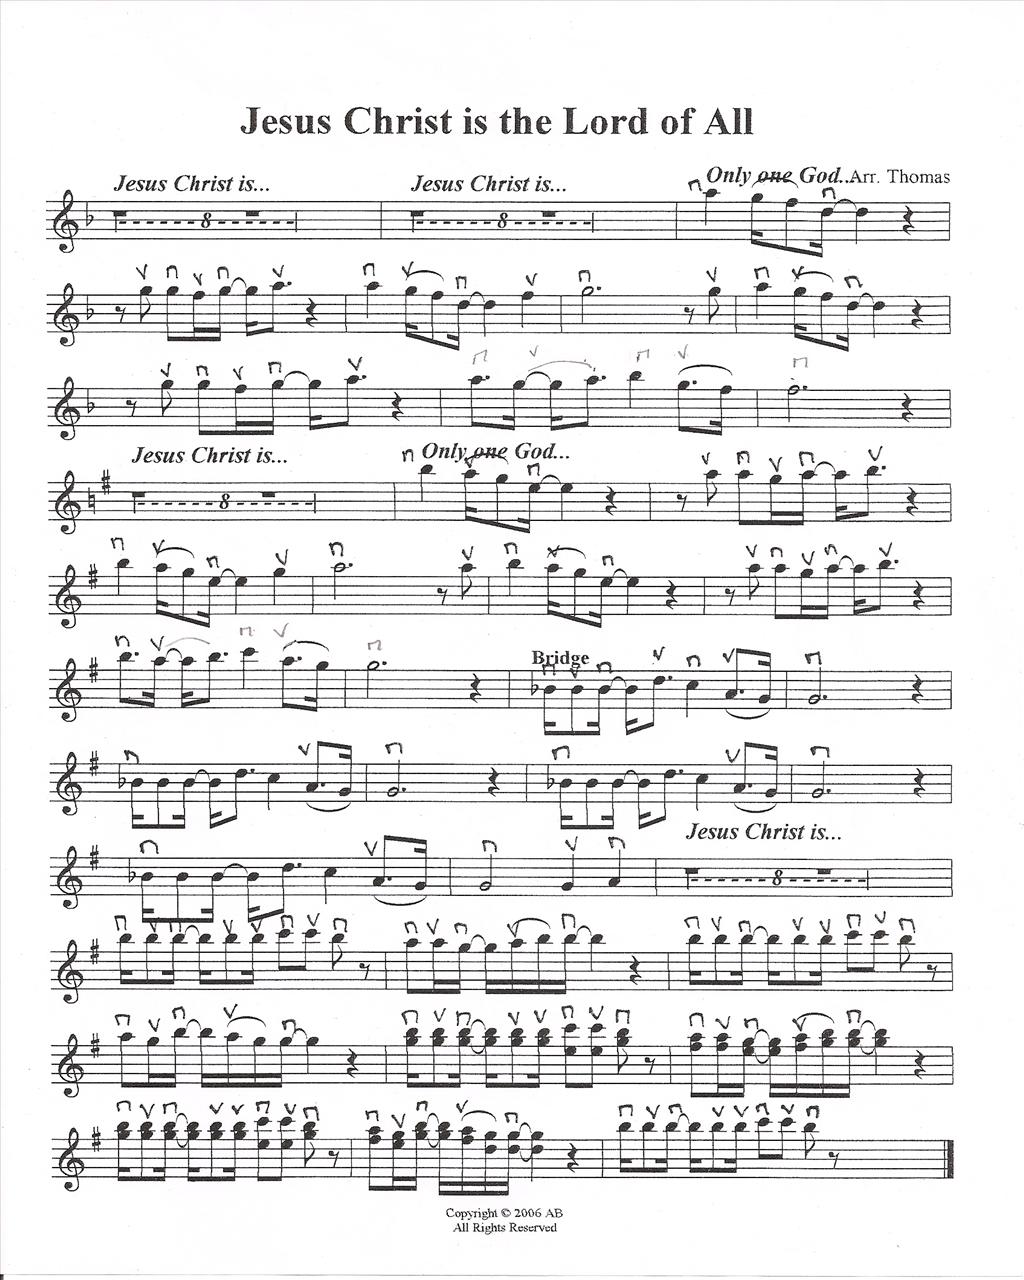 Jesus Christ is the Lord of All
Jesus Christ is... Jesus Christ is... Only one God.. Arr. Thomas
8 8
Jesus Christ is... Only one God...
8
Bridge
Jesus Christ is...
8
Copyright © 2006 AB
All Rights Reserved